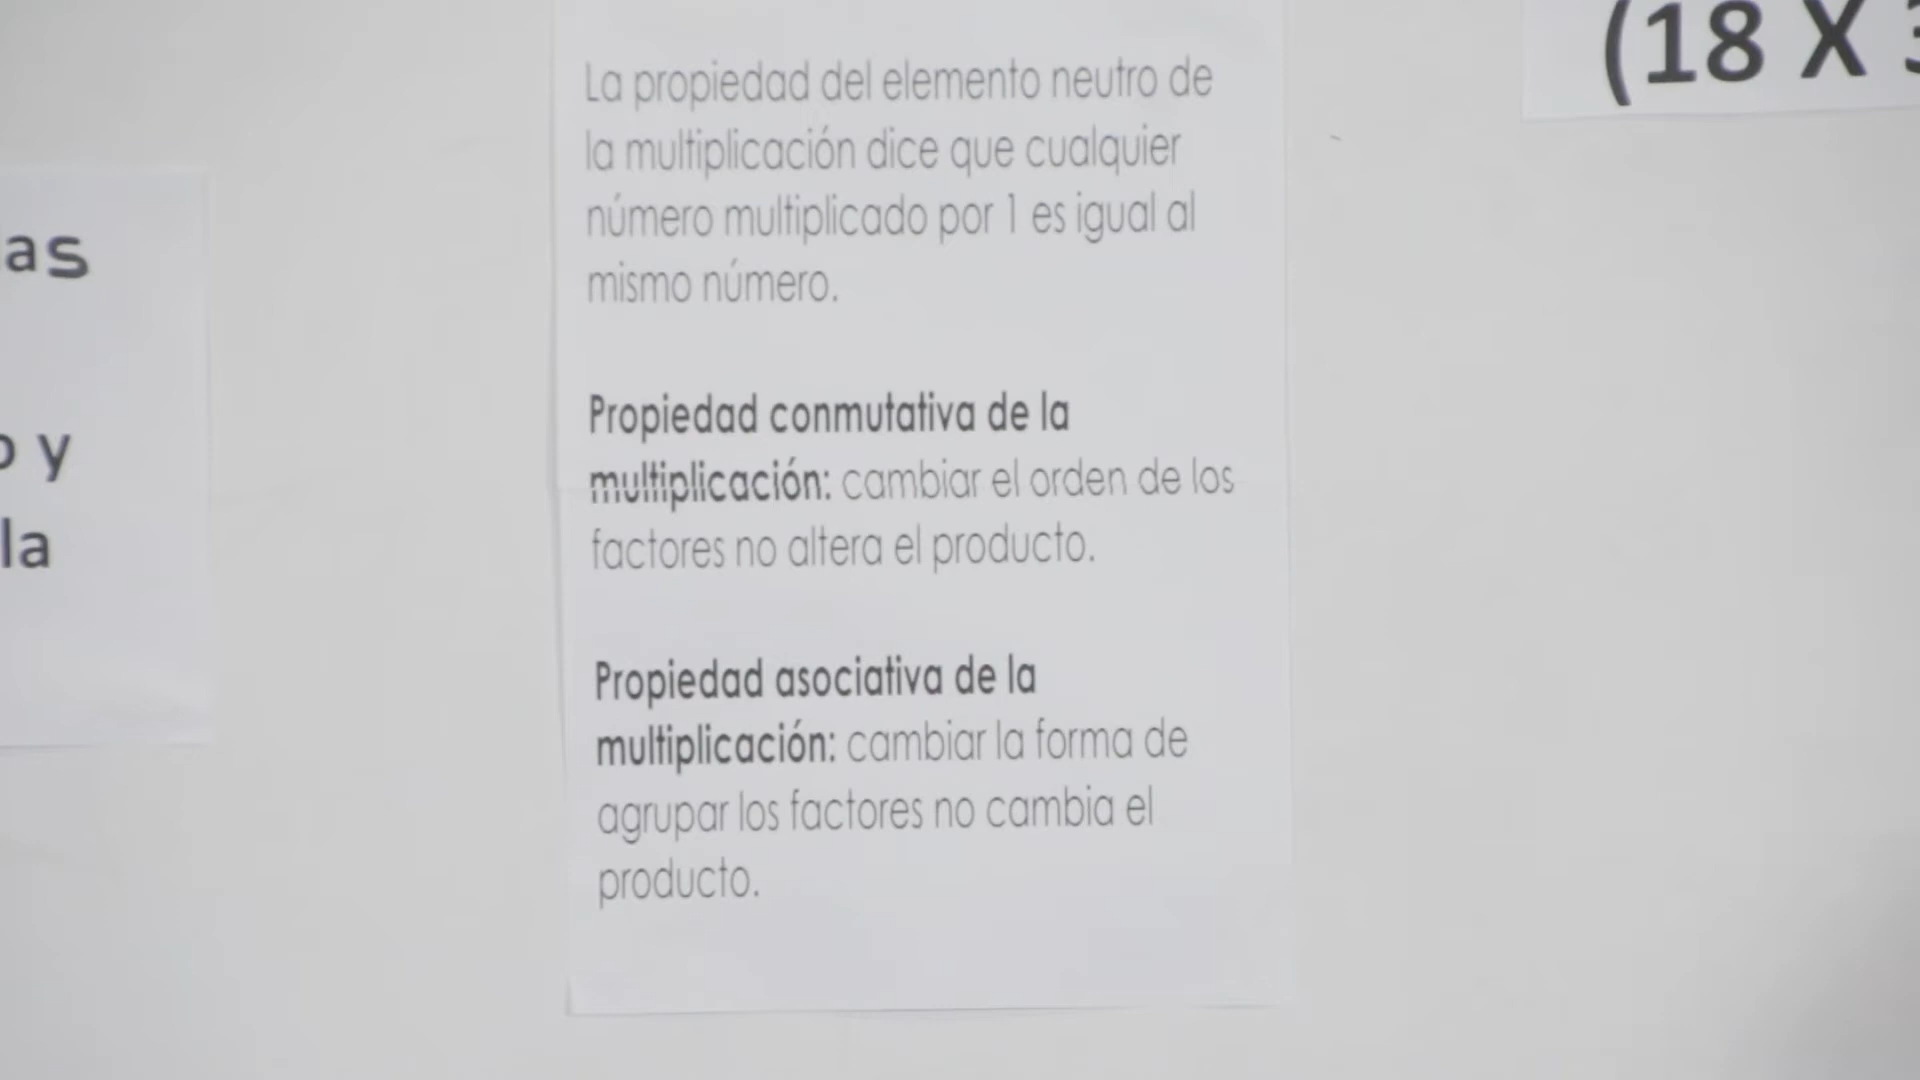 La propiedad del elemento neutro de
la multiplicación dice que cualquier
número multiplicado por 1 es igual al
mismo número.
Propiedad conmutativa de la
multiplicación: cambiar el orden de los
factores no altera el producto.
Propiedad asociativa de la
multiplicación: cambiar la forma de
agrupar los factores no cambia el
producto.
as
y
la
(18 X